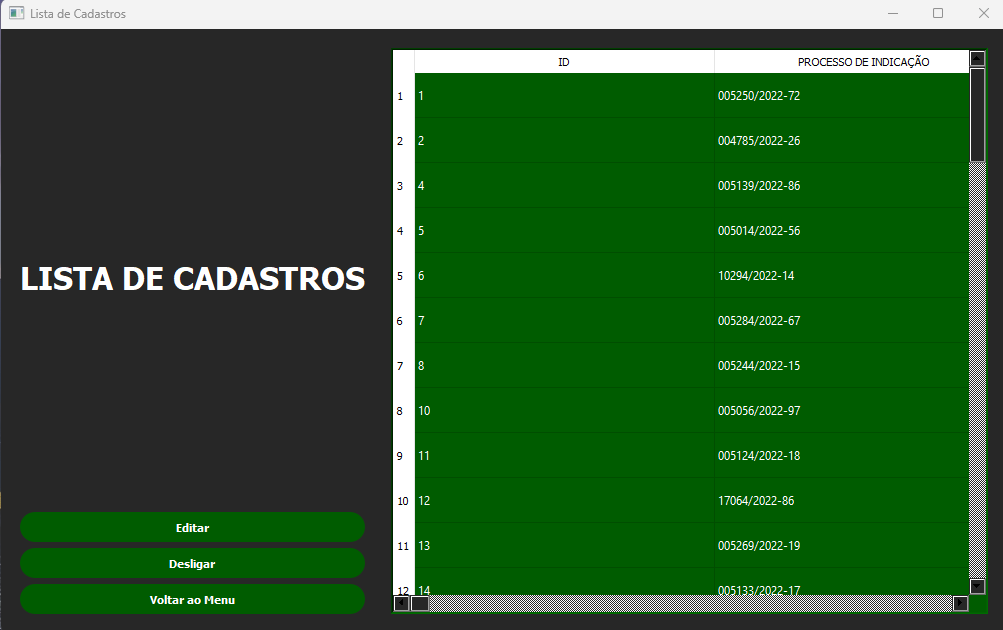 Lista de Cadastros
LISTA DE CADASTROS
Editar
Desligar
Voltar ao Menu
ID PROCESSO DE INDICAÇÃO
1 1 005250/2022-72
2 2 004785/2022-26
3 4 005139/2022-86
4 5 005014/2022-56
5 6 10294/2022-14
6 7 005284/2022-67
7 8 005244/2022-15
8 10 005056/2022-97
9 11 005124/2022-18
10 12 17064/2022-86
11 13 005269/2022-19
12 14 005133/2022-17